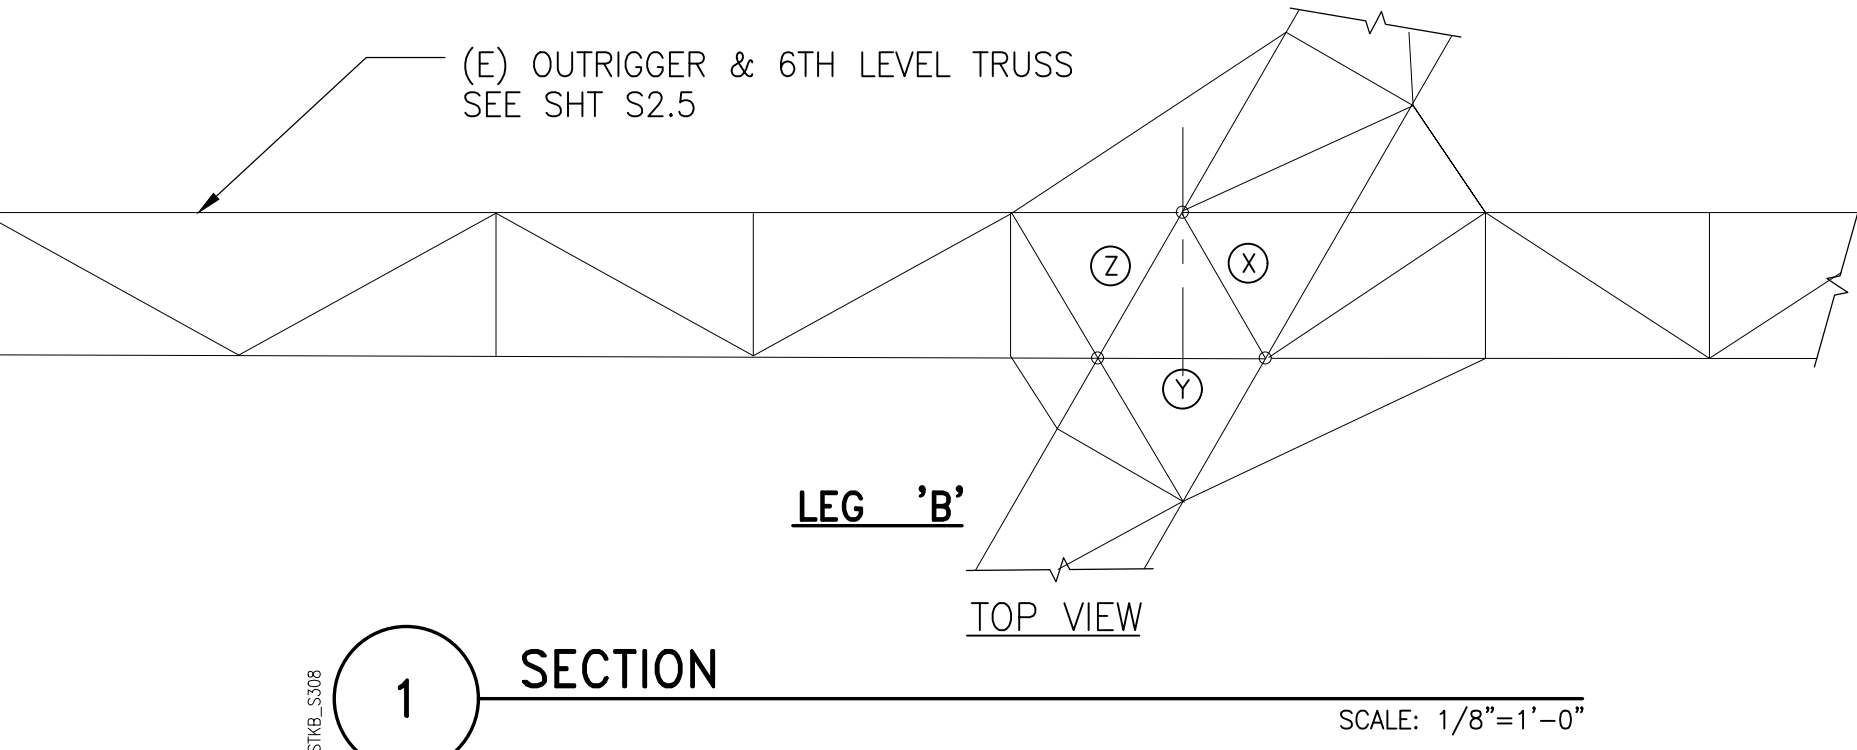 (E) OUTRIGGER & 6TH LEVEL TRUSS
SEE SHT S2.5
Z
X
Y
LEG 'B'
TOP VIEW
1
SECTION
SCALE: 1/8"=1'-0"
STKB_S308